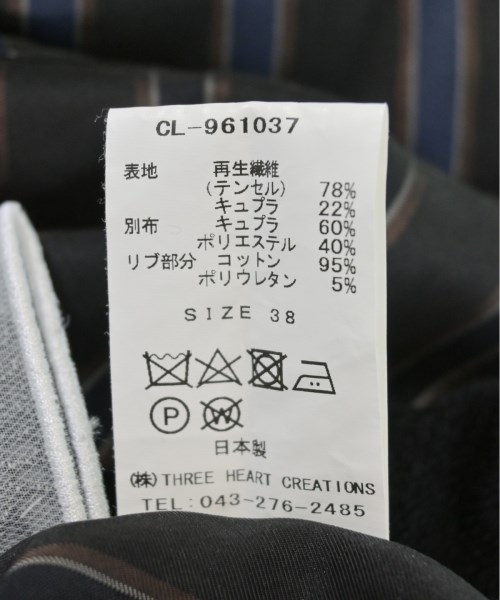 CL-961037
表地 再生繊維
(テンセル) 78%
キュプラ 22%
別布 キュプラ 60%
ポリエステル 40%
リブ部分 コットン 95%
ポリウレタン 5%
SIZE 38
P W
日本製
(株) THREE HEART CREATIONS
TEL:043-276-2485